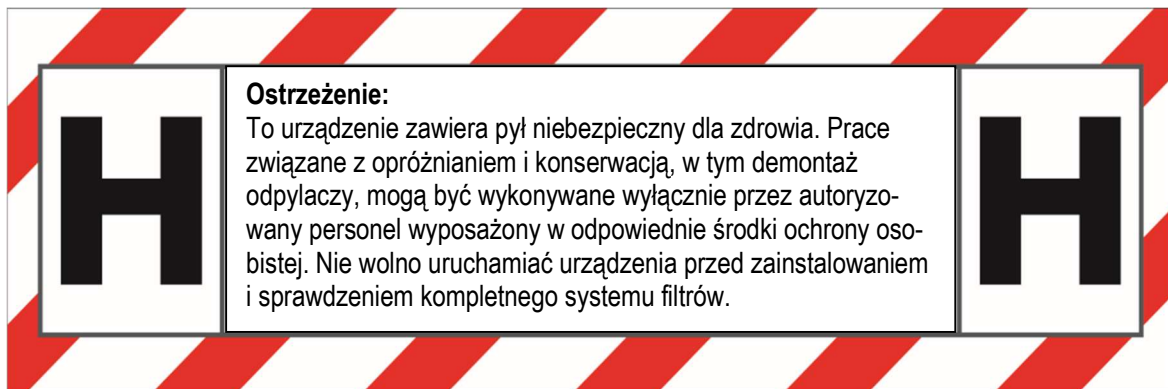 H
Ostrzeżenie:
To urządzenie zawiera pył niebezpieczny dla zdrowia. Prace
związane z opróżnianiem i konserwacją, w tym demontaż
odpylaczy, mogą być wykonywane wyłącznie przez autoryzo-
wany personel wyposażony w odpowiednie środki ochrony oso-
bistej. Nie wolno uruchamiać urządzenia przed zainstalowaniem
i sprawdzeniem kompletnego systemu filtrów.
H